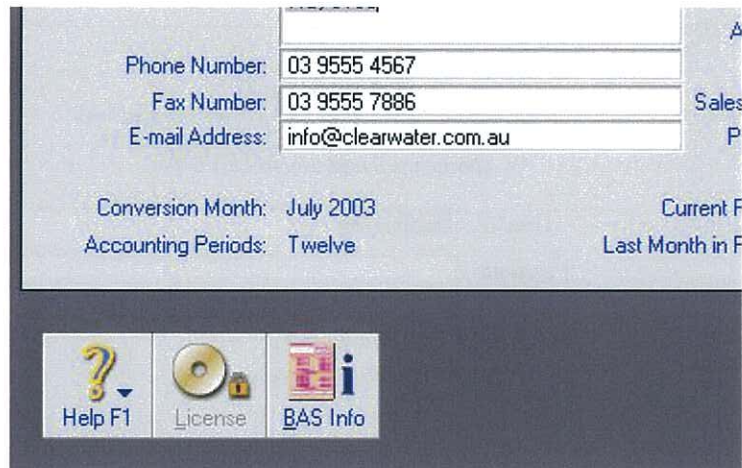 A
Phone Number: 03 9555 4567
Fax Number: 03 9555 7886 Sales
E-mail Address: info@clearwater.com.au P
Conversion Month: July 2003 Current F
Accounting Periods: Twelve Last Month in F
Help F1 License BAS Info